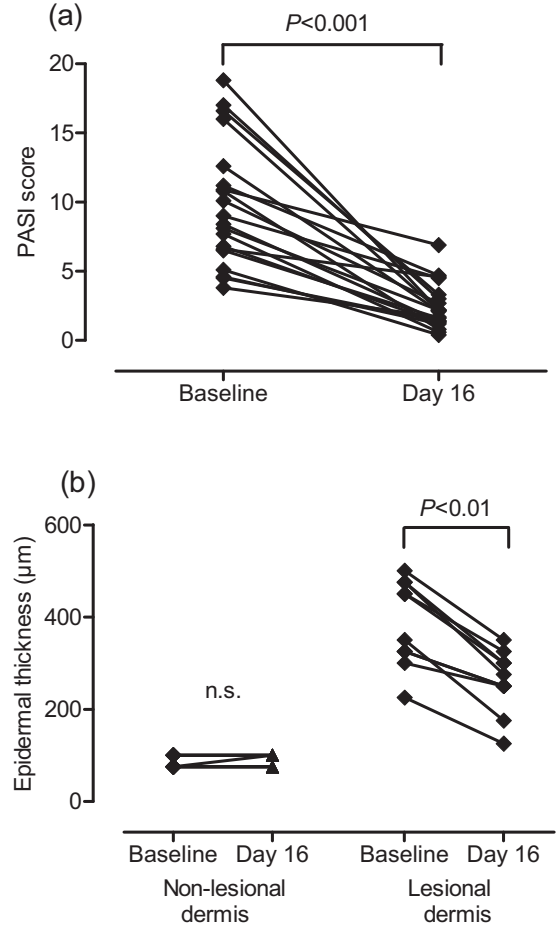 (a)
P<0.001
PASI score
20
15
10
5
0
Baseline Day 16
(b)
P<0.01
Epidermal thickness (μm)
600
400
200
0
n.s.
Baseline Day 16 Baseline Day 16
Non-lesional Lesional
dermis dermis